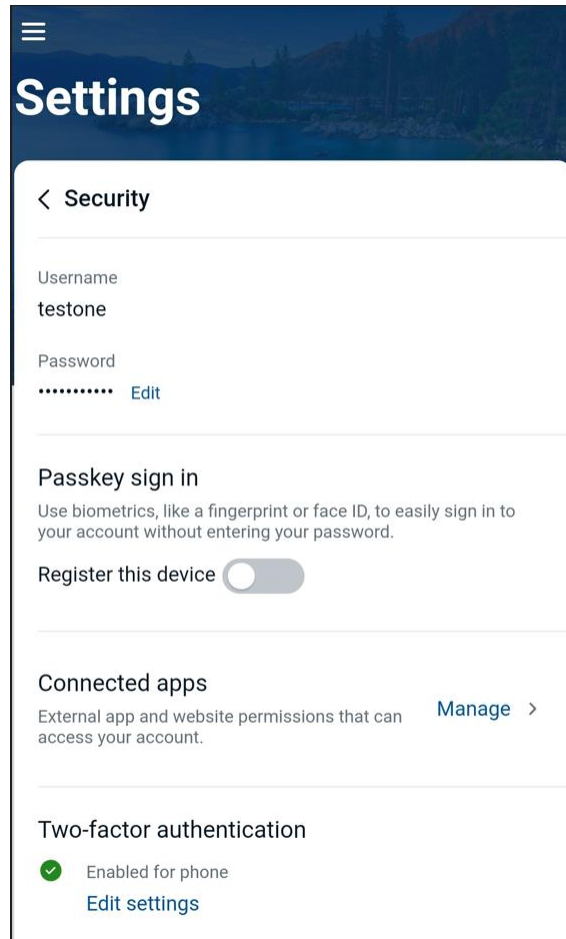 Settings
Security
Username
testone
Password
••••••••••• Edit
Passkey sign in
Use biometrics, like a fingerprint or face ID, to easily sign in to
your account without entering your password.
Register this device
Connected apps
External app and website permissions that can
access your account.
Manage
Two-factor authentication
Enabled for phone
Edit settings